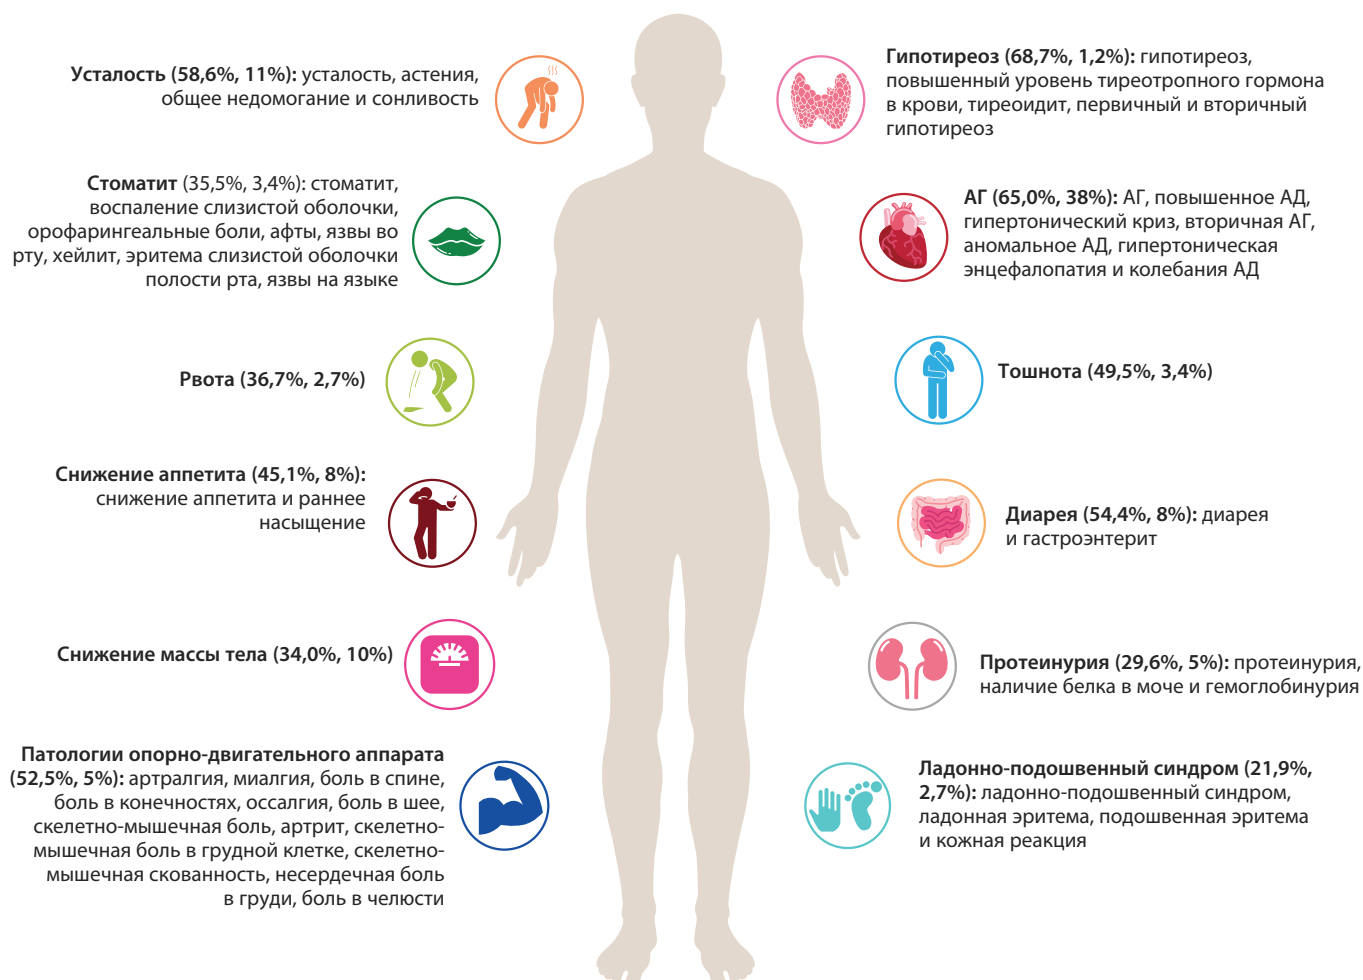 Усталость (58,6%, 11%): усталость, астения,
общее недомогание и сонливость
Стоматит (35,5%, 3,4%): стоматит,
воспаление слизистой оболочки,
орофарингеальные боли, афты, язвы во
рту, хейлит, эритема слизистой оболочки
полости рта, язвы на языке
Рвота (36,7%, 2,7%)
Снижение аппетита (45,1%, 8%):
снижение аппетита и раннее
насыщение
Снижение массы тела (34,0%, 10%)
Патологии опорно-двигательного аппарата
(52,5%, 5%): артралгия, миалгия, боль в спине,
боль в конечностях, оссалгия, боль в шее,
скелетно-мышечная боль, артрит, скелетно-
мышечная боль в грудной клетке, скелетно-
мышечная скованность, несердечная боль
в груди, боль в челюсти
Гипотиреоз (68,7%, 1,2%): гипотиреоз,
повышенный уровень тиреотропного гормона
в крови, тиреоидит, первичный и вторичный
гипотиреоз
АГ (65,0%, 38%): АГ, повышенное АД,
гипертонический криз, вторичная АГ,
аномальное АД, гипертоническая
энцефалопатия и колебания АД
Тошнота (49,5%, 3,4%)
Диарея (54,4%, 8%): диарея
и гастроэнтерит
Протеинурия (29,6%, 5%): протеинурия,
наличие белка в моче и гемоглобинурия
Ладонно-подошвенный синдром (21,9%,
2,7%): ладонно-подошвенный синдром,
ладонная эритема, подошвенная эритема
и кожная реакция